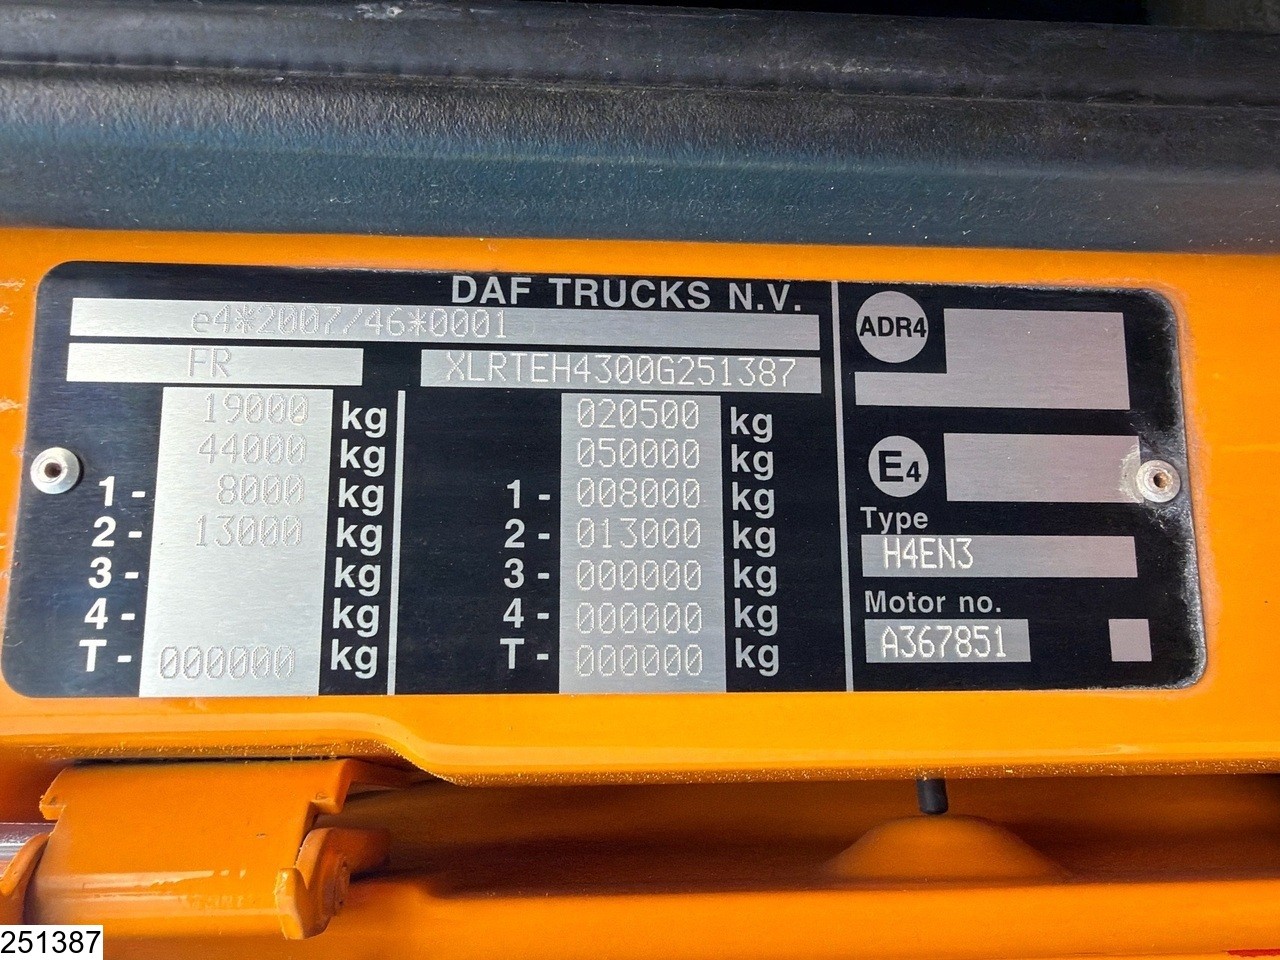 DAF TRUCKS N.V.
e4*2007/46*0001
FR XLRTEH4300G251387
19000 kg 020500 kg
44000 kg 050000 kg
1- 8000 kg 1- 008000 kg
2- 13000 kg 2- 013000 kg
3- kg 3- 000000 kg
4- kg 4- 000000 kg
T- 000000 kg T- 000000 kg
ADR4
E4
Type
H4EN3
Motor no.
A367851
251387